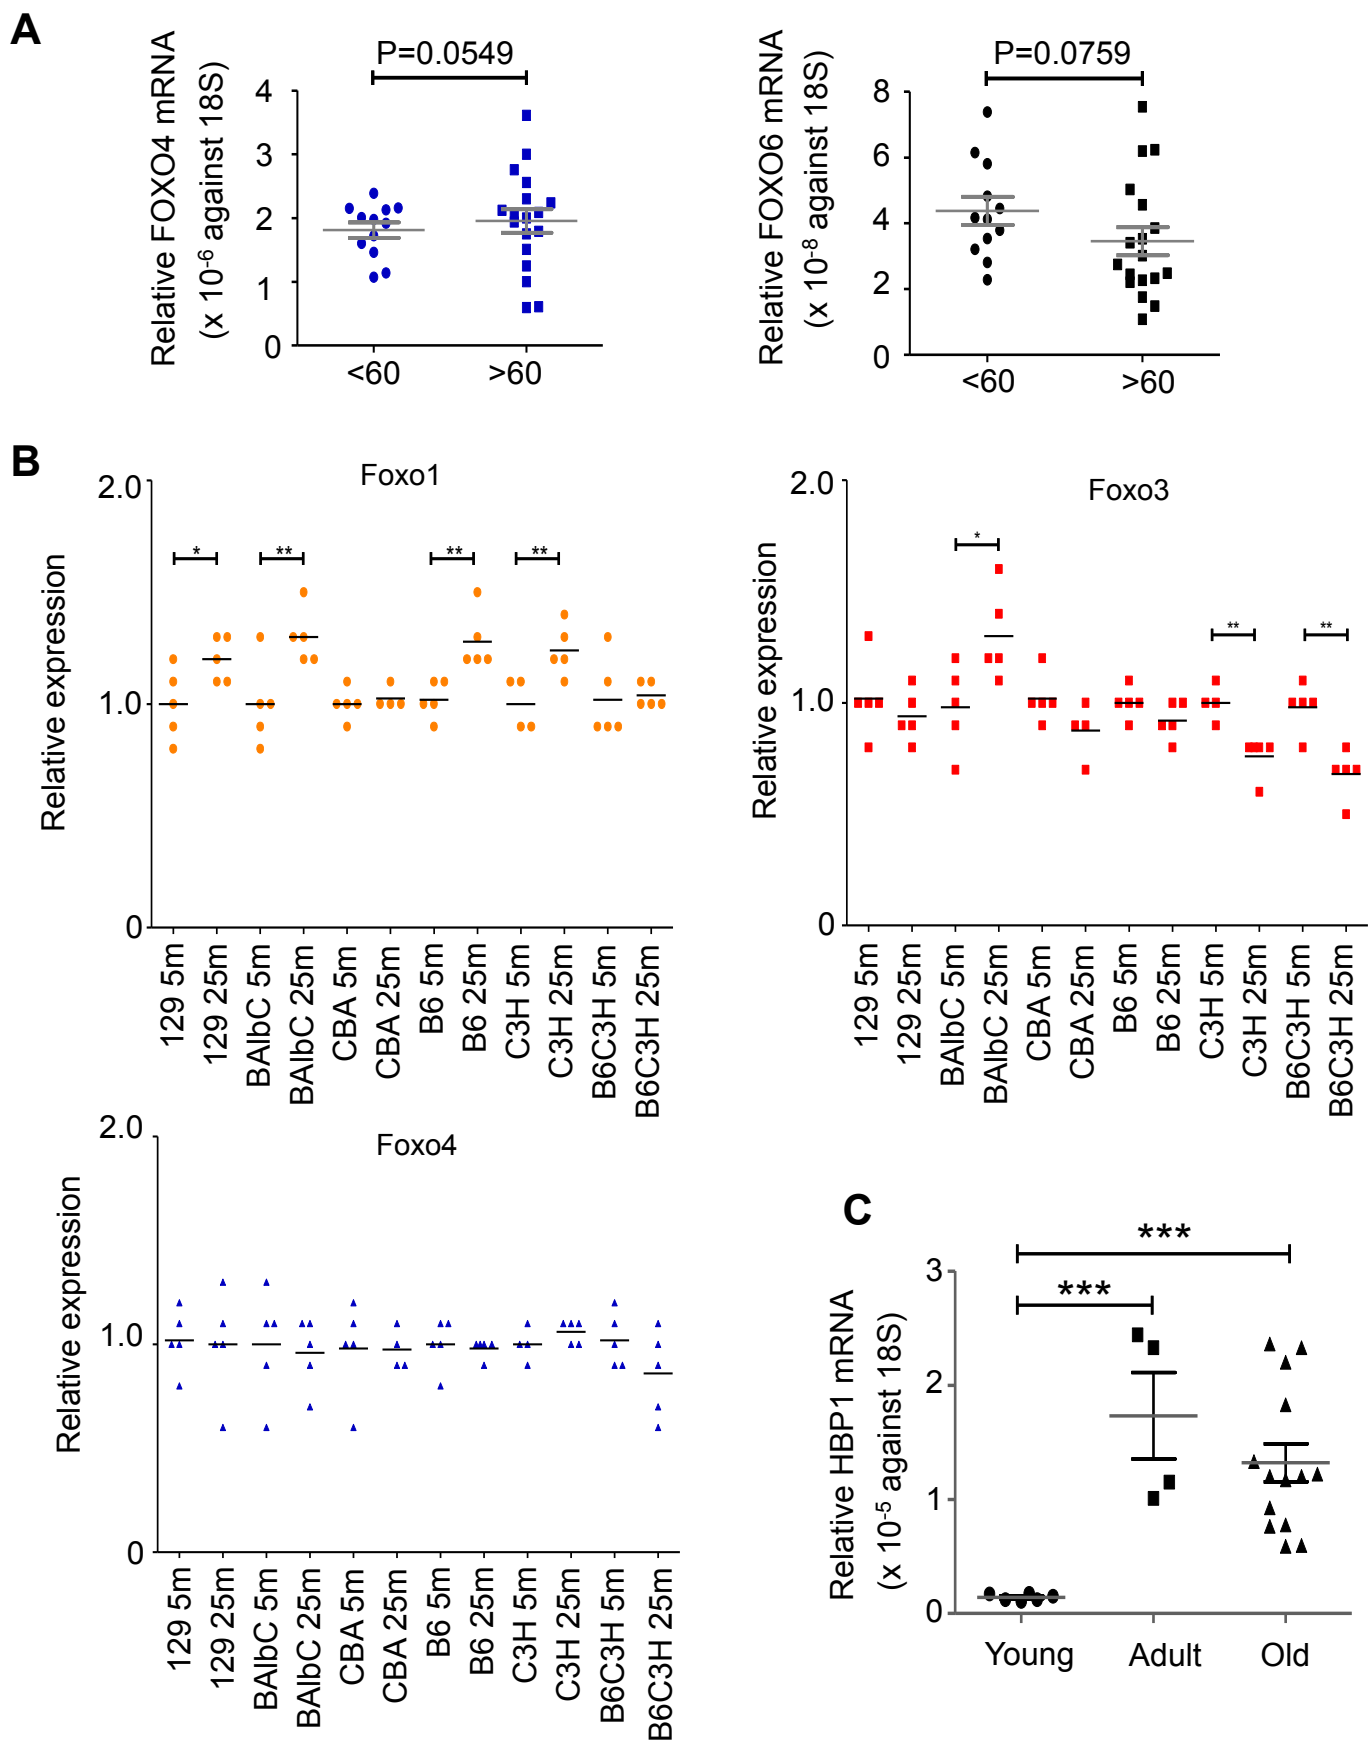 A
P=0.0549
Relative FOXO4 mRNA
(x 10-6 against 18S)
4
3
2
1
0
<60
>60
P=0.0759
Relative FOXO6 mRNA
(x 10-8 against 18S)
8
6
4
2
0
<60
>60
B
Foxo1
Relative expression
2.0
1.0
0
*
**
**
**
129 5m
129 25m
BAlbC 5m
BAlbC 25m
CBA 5m
CBA 25m
B6 5m
B6 25m
C3H 5m
C3H 25m
B6C3H 5m
B6C3H 25m
Foxo3
Relative expression
2.0
1.0
0
*
**
**
129 5m
129 25m
BAlbC 5m
BAlbC 25m
CBA 5m
CBA 25m
B6 5m
B6 25m
C3H 5m
C3H 25m
B6C3H 5m
B6C3H 25m
Foxo4
Relative expression
2.0
1.0
0
129 5m
129 25m
BAlbC 5m
BAlbC 25m
CBA 5m
CBA 25m
B6 5m
B6 25m
C3H 5m
C3H 25m
B6C3H 5m
B6C3H 25m
C
***
***
Relative HBP1 mRNA
(x 10-5 against 18S)
3
2
1
0
Young
Adult
Old